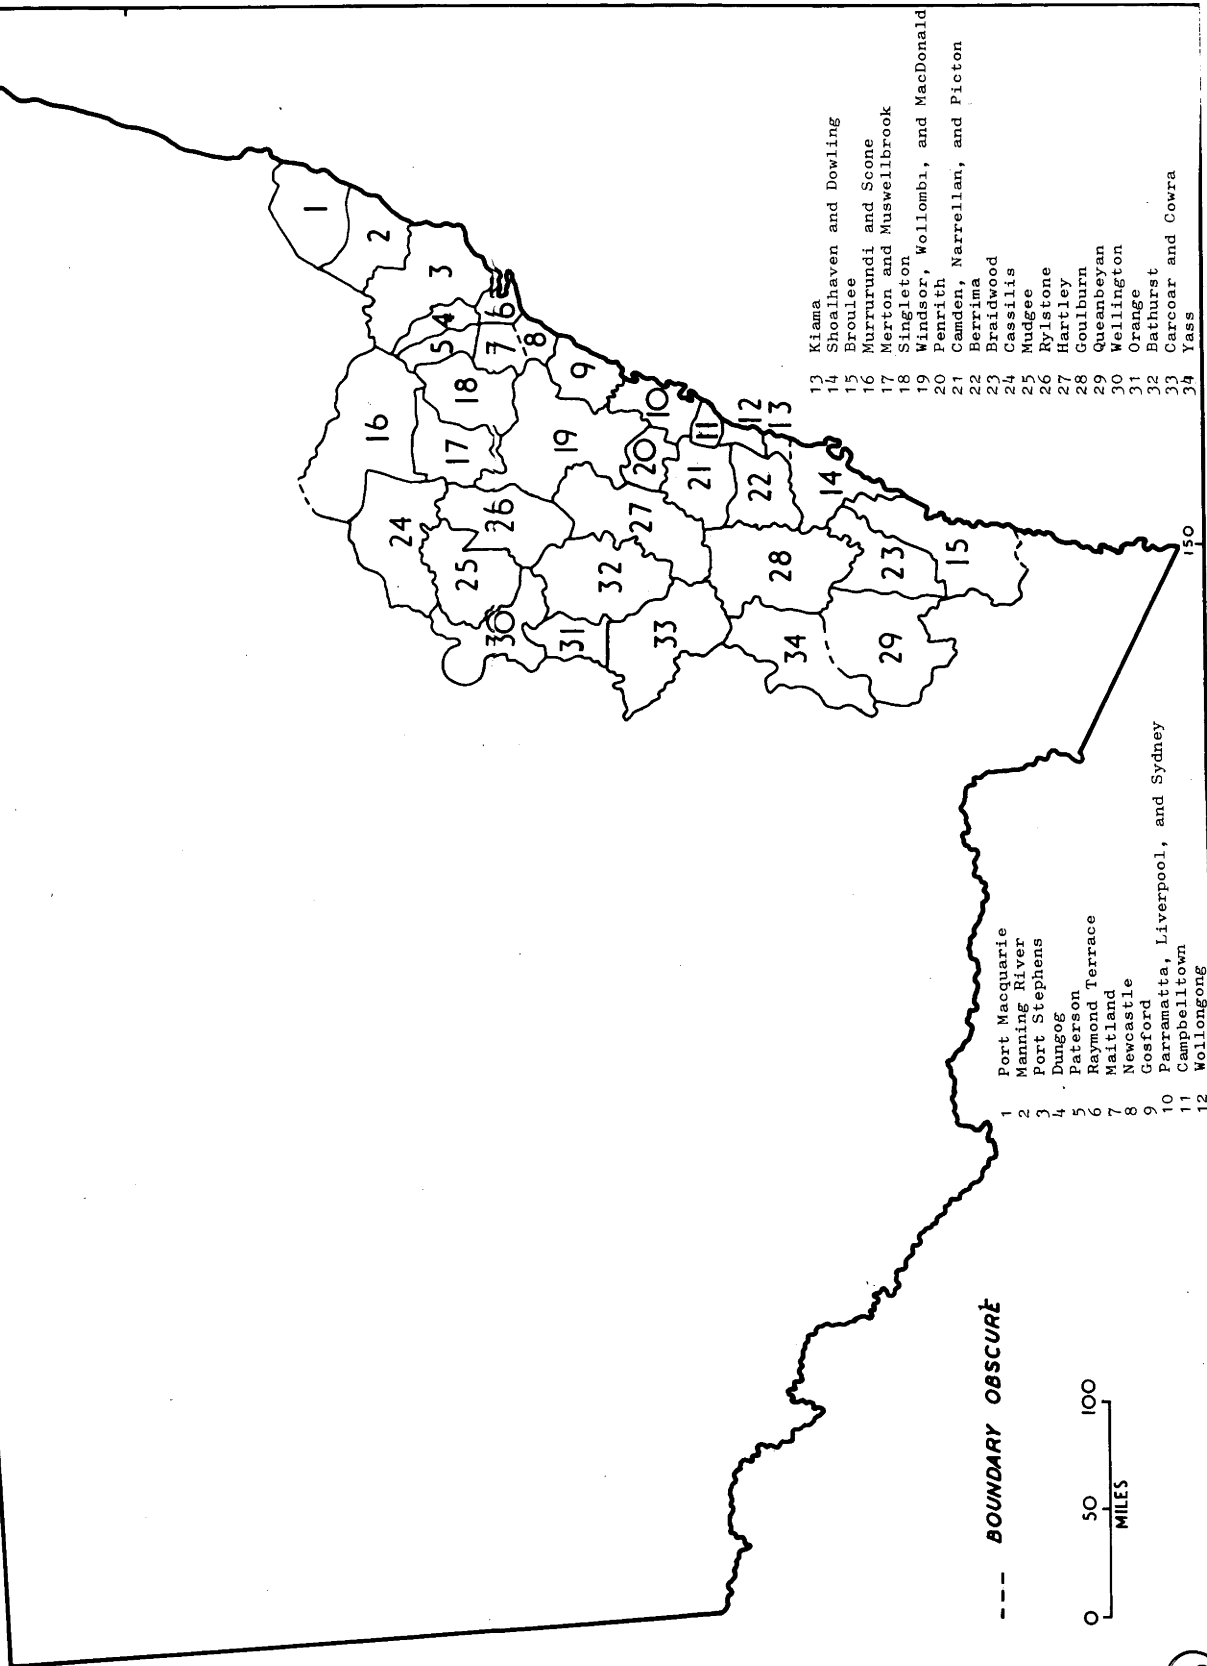 1
2
3
4
5
6
7
8
9
10
11
12
13
14
15
16
17
18
19
20
21
22
23
24
25
26
27
28
29
30
31
32
33
34
150
--- BOUNDARY OBSCURE
0 50 100
MILES
1 Port Macquarie
2 Manning River
3 Port Stephens
4 Dungog
5 Paterson
6 Raymond Terrace
7 Maitland
8 Newcastle
9 Gosford
10 Parramatta, Liverpool, and Sydney
11 Campbelltown
12 Wollongong
13 Kiama
14 Shoalhaven and Dowling
15 Broulee
16 Murrurundi and Scone
17 Merton and Muswellbrook
18 Singleton
19 Windsor, Wollombi, and MacDonald
20 Penrith
21 Camden, Narrellan, and Picton
22 Berrima
23 Braidwood
24 Cassilis
25 Mudgee
26 Rylstone
27 Hartley
28 Goulburn
29 Queanbeyan
30 Wellington
31 Orange
32 Bathurst
33 Carcoar and Cowra
34 Yass